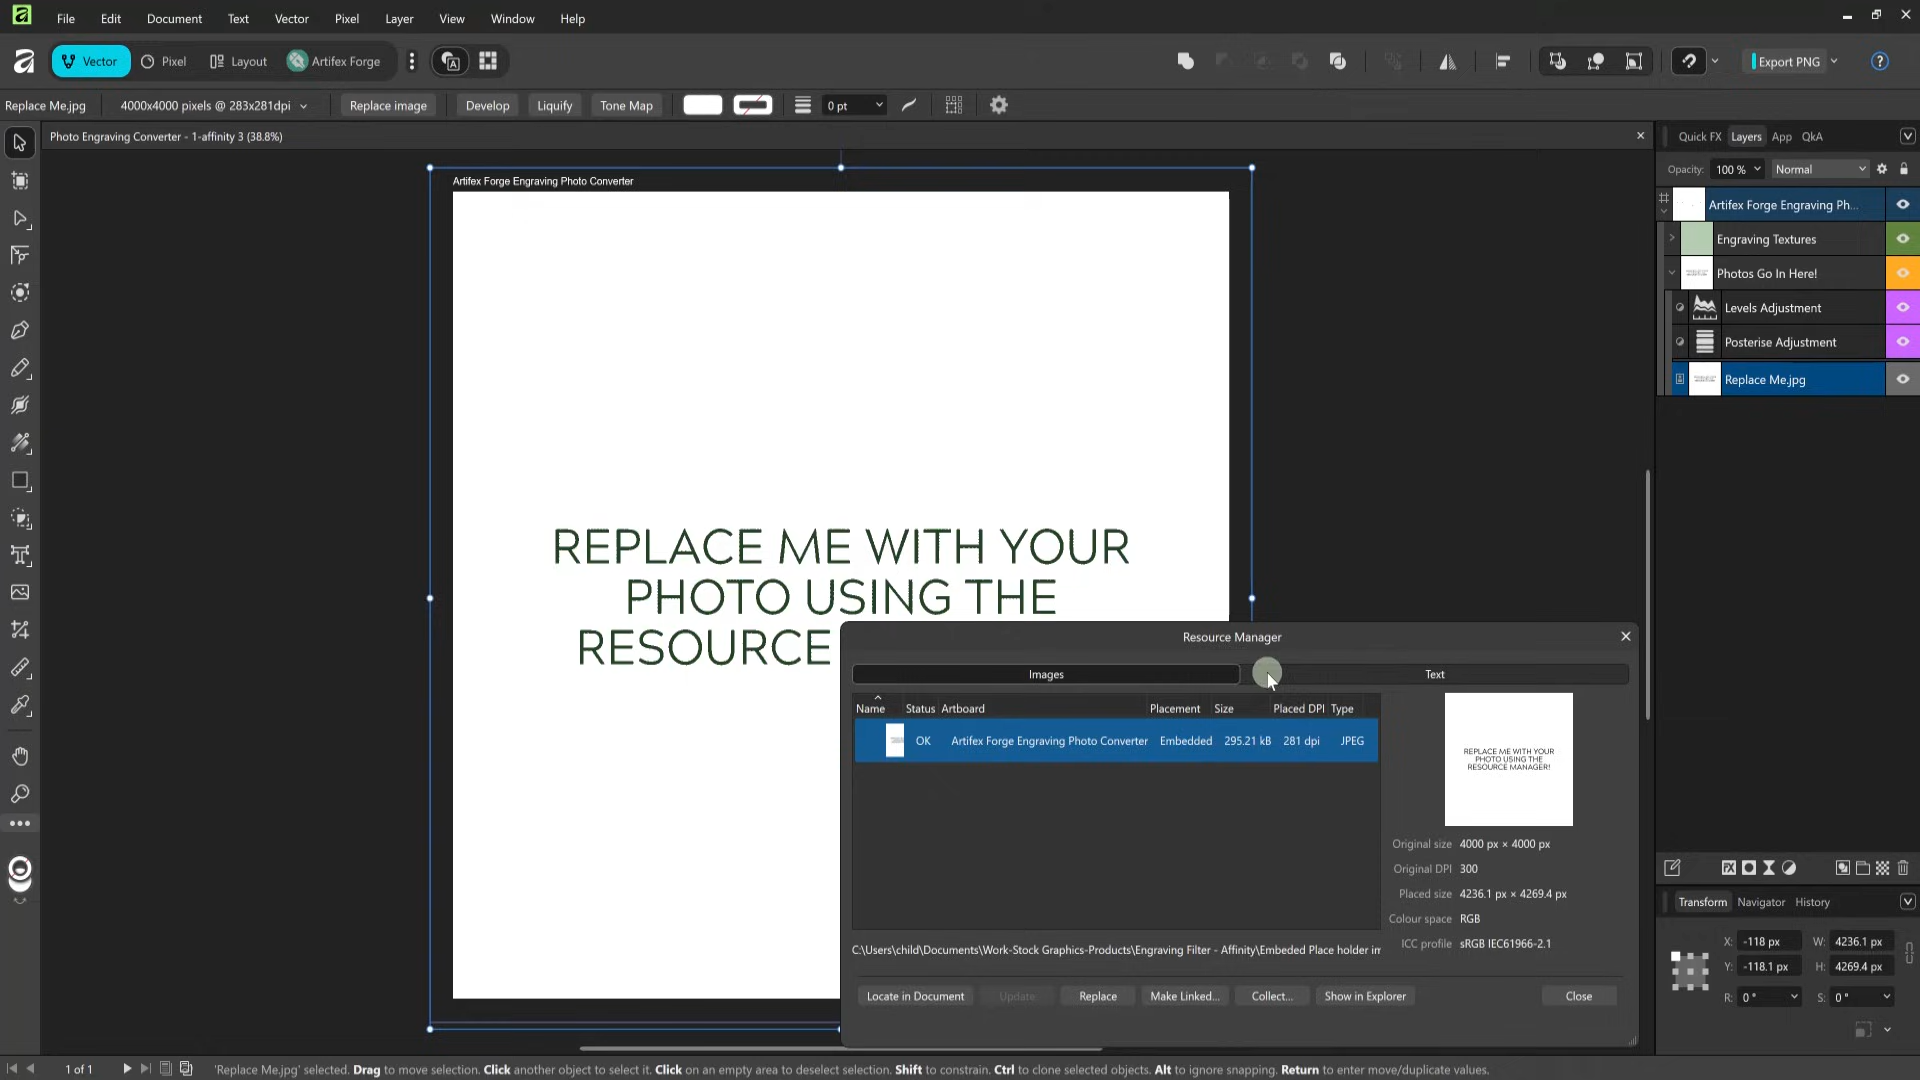 File Edit Document Text Vector Pixel Layer View Window Help
Vector Pixel Layout Artifex Forge Export PNG
Replace Me.jpg 4000x4000 pixels @ 283x281dpi Replace image Develop Liquify Tone Map 0 pt
Photo Engraving Converter - 1-affinity 3 (38.8%)
Quick FX Layers App QkA
Opacity: 100 % Normal
Artifex Forge Engraving Ph...
Engraving Textures
Photos Go In Here!
Levels Adjustment
Posterise Adjustment
Replace Me.jpg
Artifex Forge Engraving Photo Converter
REPLACE ME WITH YOUR
PHOTO USING THE
RESOURCE
Resource Manager
Images Text
Name Status Artboard Placement Size Placed DPI Type
OK Artifex Forge Engraving Photo Converter Embedded 295.21 kB 281 dpi JPEG
REPLACE ME WITH YOUR
PHOTO USING THE
RESOURCE MANAGER!
Original size 4000 px × 4000 px
Original DPI 300
Placed size 4236.1 px × 4269.4 px
Colour space RGB
ICC profile sRGB IEC61966-2.1
C:\Users\child\Documents\Work-Stock Graphics-Products\Engraving Filter - Affinity\Embeded Place holder im
Locate in Document Update Replace Make Linked... Collect... Show in Explorer Close
Transform Navigator History
X: -118 px W: 4236.1 px
Y: -118.1 px H: 4269.4 px
R: 0 ° S: 0 °
1 of 1 'Replace Me.jpg' selected. Drag to move selection. Click another object to select it. Click on an empty area to deselect selection. Shift to constrain. Ctrl to clone selected objects. Alt to ignore snapping. Return to enter move/duplicate values.